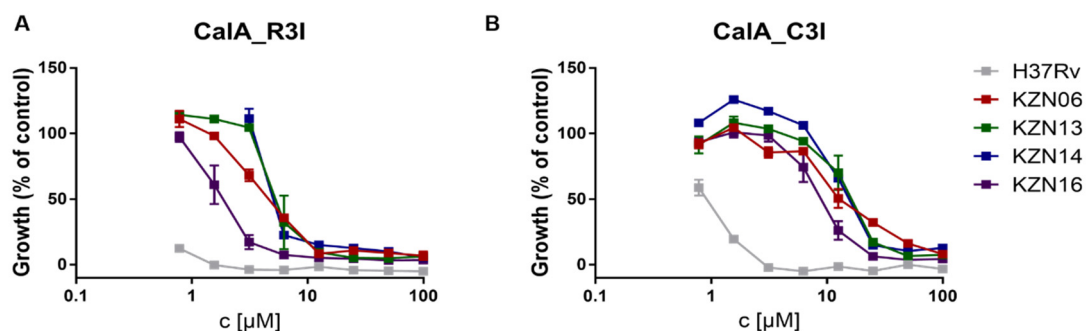 A
CalA_R3I
Growth (% of control)
150
100
50
0
0.1
1
10
100
c [µM]
B
CalA_C3I
Growth (% of control)
150
100
50
0
0.1
1
10
100
c [µM]
H37Rv
KZN06
KZN13
KZN14
KZN16